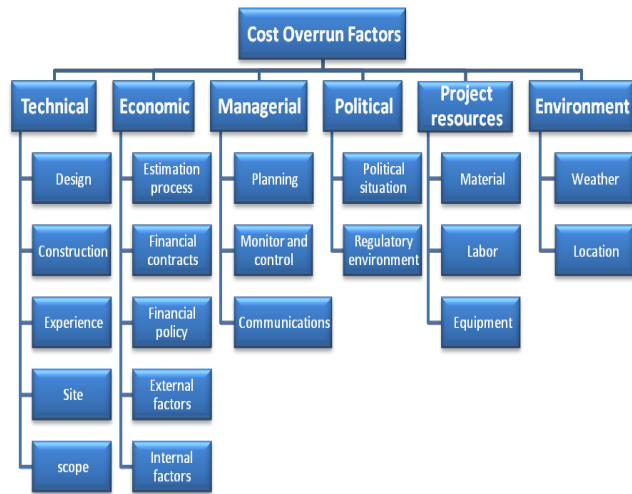 Cost Overrun Factors
Technical
Economic
Managerial
Political
Project
resources
Environment
Design
Construction
Experience
Site
scope
Estimation
process
Financial
contracts
Financial
policy
External
factors
Internal
factors
Planning
Monitor and
control
Communications
Political
situation
Regulatory
environment
Material
Labor
Equipment
Weather
Location